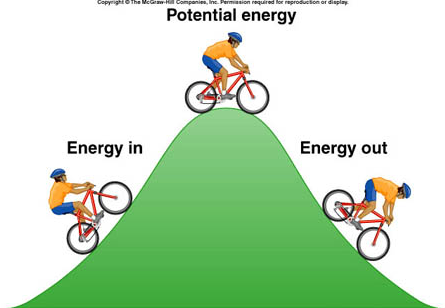 Copyright © The McGraw-Hill Companies, Inc. Permission required for reproduction or display.
Potential energy
Energy in
Energy out